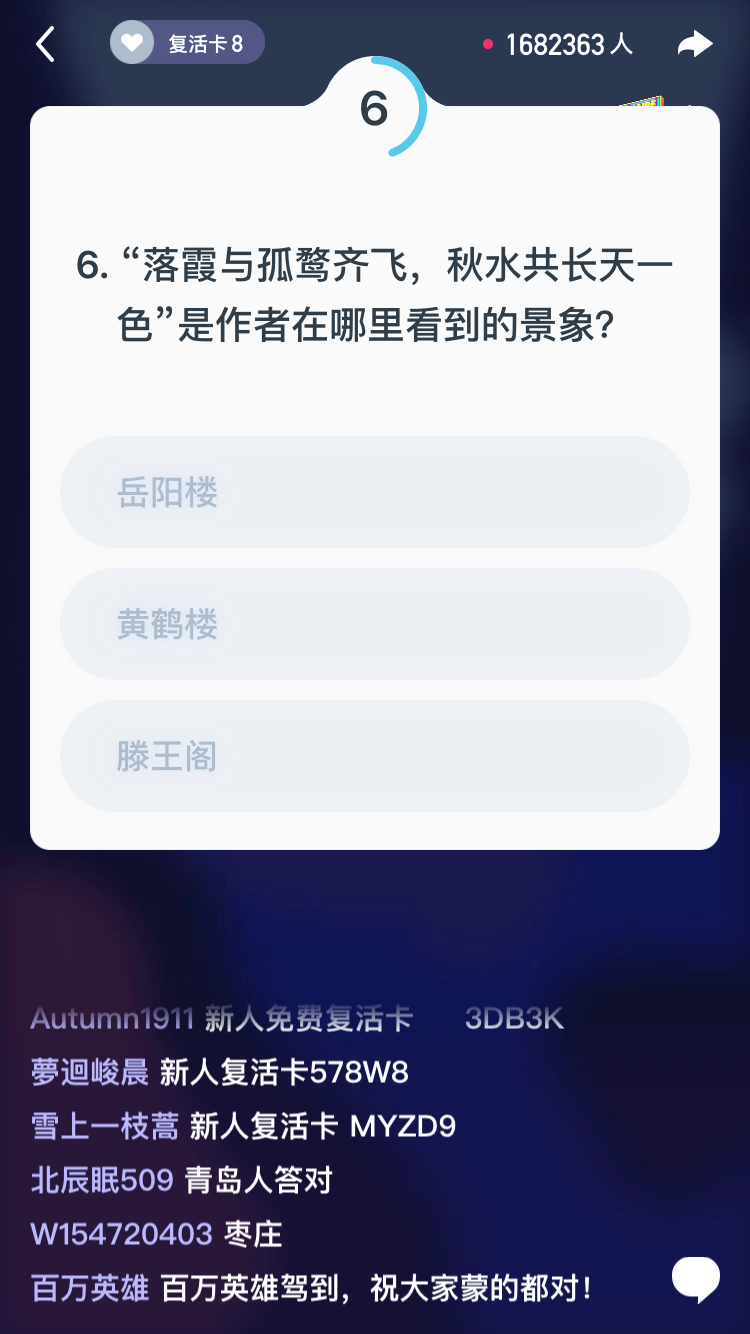 复活卡 8
1682363 人
6
6. “落霞与孤鹜齐飞，秋水共长天一
色”是作者在哪里看到的景象?
岳阳楼
黄鹤楼
滕王阁
Autumn1911 新人免费复活卡 3DB3K
夢迴峻晨 新人复活卡578W8
雪上一枝蒿 新人复活卡 MYZD9
北辰眠509 青岛人答对
W154720403 枣庄
百万英雄 百万英雄驾到，祝大家蒙的都对！